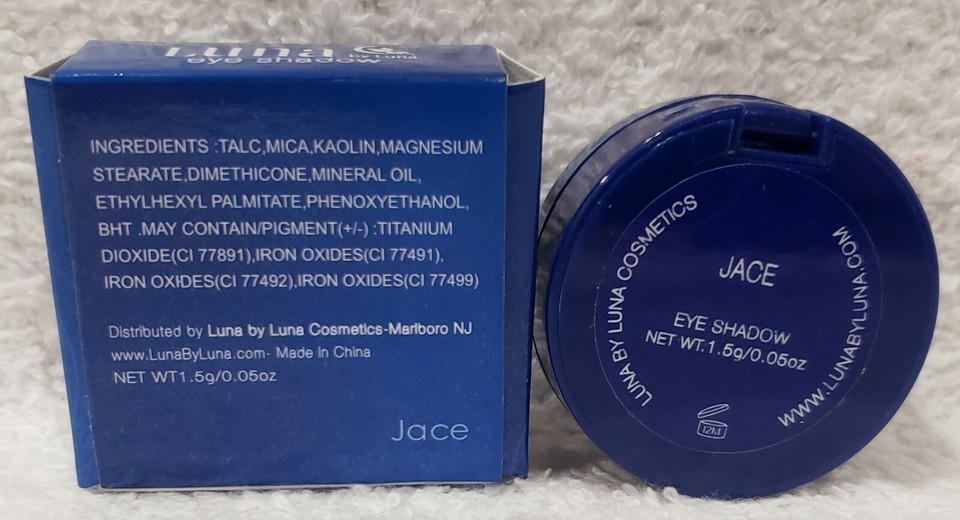 Luna by Luna
eye shadow
INGREDIENTS :TALC,MICA,KAOLIN,MAGNESIUM
STEARATE,DIMETHICONE,MINERAL OIL,
ETHYLHEXYL PALMITATE,PHENOXYETHANOL,
BHT .MAY CONTAIN/PIGMENT(+/-) :TITANIUM
DIOXIDE(CI 77891),IRON OXIDES(CI 77491),
IRON OXIDES(CI 77492),IRON OXIDES(CI 77499)
Distributed by Luna by Luna Cosmetics-Marlboro NJ
www.LunaByLuna.com- Made In China
NET WT1.5g/0.05oz
Jace
LUNA BY LUNA COSMETICS
JACE
EYE SHADOW
NET WT.1.5g/0.05oz
WWW.LUNABYLUNA.COM
12M